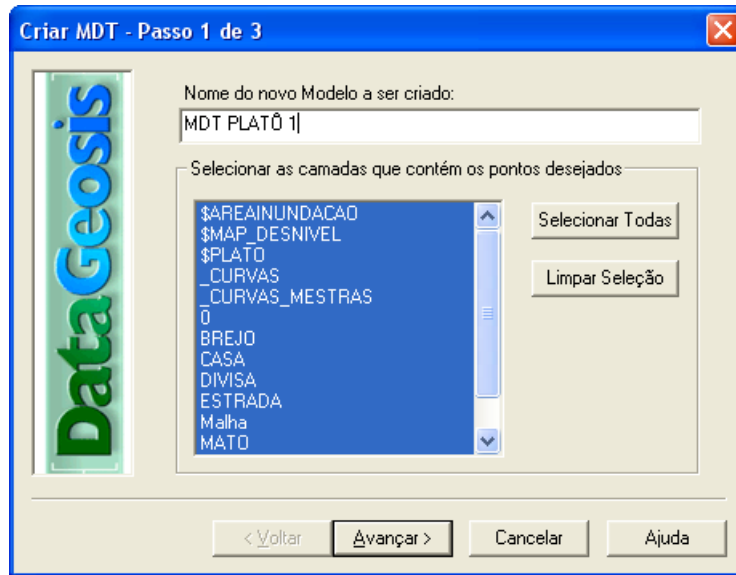 Criar MDT - Passo 1 de 3
DataGeosis
Nome do novo Modelo a ser criado:
MDT PLATÔ 1
Selecionar as camadas que contém os pontos desejados
$AREAINUNDACAO
$MAP_DESNIVEL
$PLATO
_CURVAS
_CURVAS_MESTRAS
0
BREJO
CASA
DIVISA
ESTRADA
Malha
MATO
Selecionar Todas
Limpar Seleção
< Voltar
Avançar >
Cancelar
Ajuda